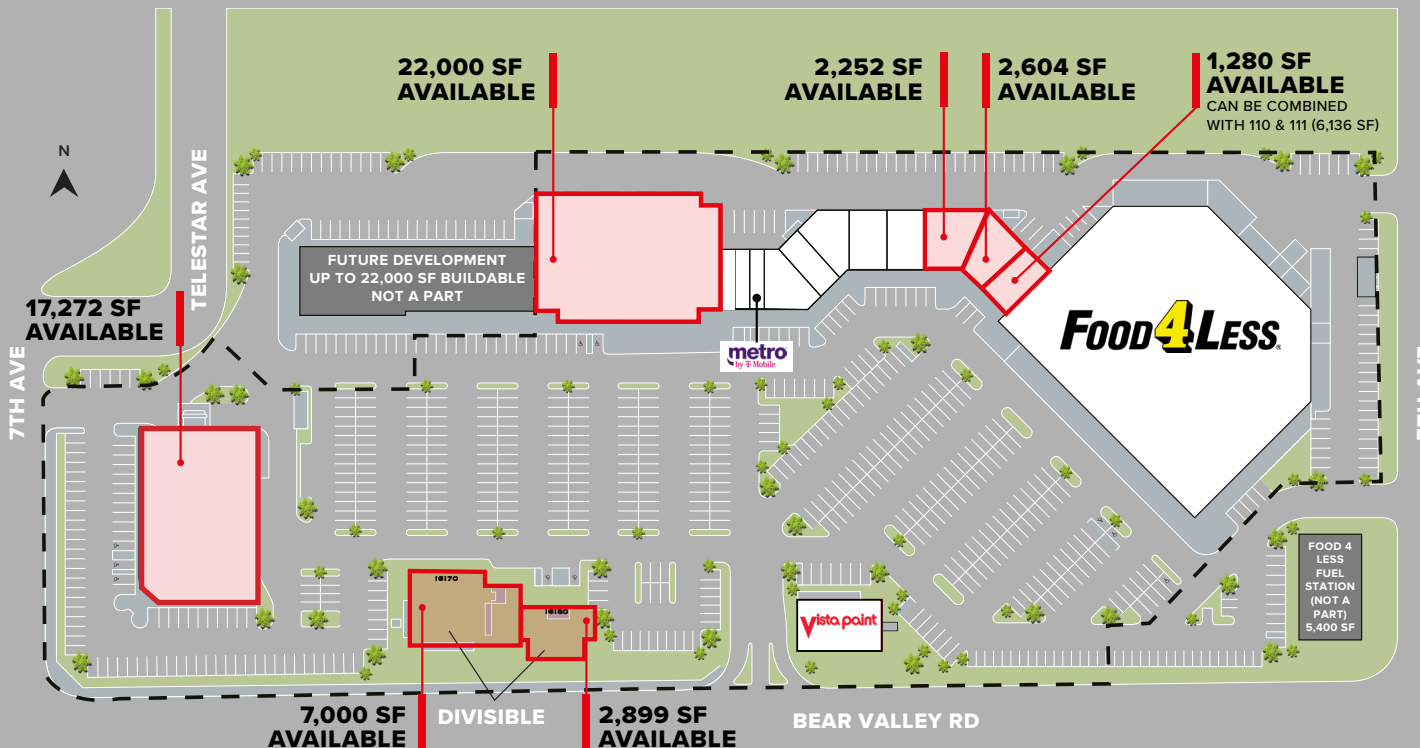 22,000 SF
AVAILABLE
2,252 SF
AVAILABLE
2,604 SF
AVAILABLE
1,280 SF
AVAILABLE
CAN BE COMBINED
WITH 110 & 111 (6,136 SF)
N
TELESTAR AVE
FUTURE DEVELOPMENT
UP TO 22,000 SF BUILDABLE
NOT A PART
17,272 SF
AVAILABLE
7TH AVE
metro
by T Mobile
FOOD 4 LESS
16170
16180
vista paint
FOOD 4
LESS
FUEL
STATION
(NOT A
PART)
5,400 SF
7,000 SF
AVAILABLE
DIVISIBLE
2,899 SF
AVAILABLE
BEAR VALLEY RD